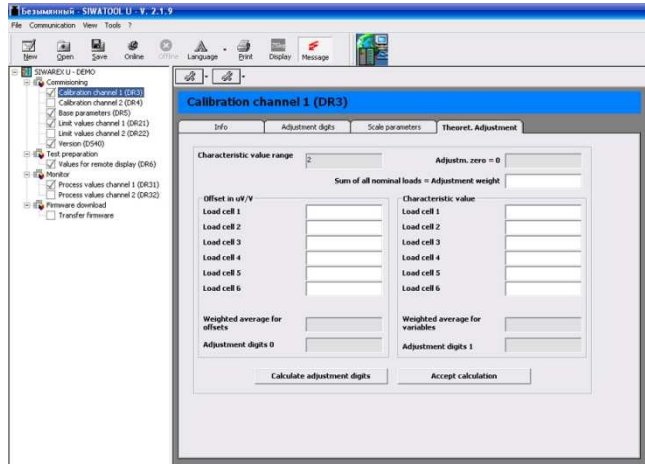 Безымянный - SIWATOOL U - V. 2.1.9
File Communication View Tools ?
New Open Save Online Offline Language Print Display Message
SIWAREX U - DEMO
Commisioning
Calibration channel 1 (DR3)
Calibration channel 2 (DR4)
Base parameters (DR5)
Limit values channel 1 (DR21)
Limit values channel 2 (DR22)
Version (DS40)
Test preparation
Values for remote display (DR6)
Monitor
Process values channel 1 (DR31)
Process values channel 2 (DR32)
Firmware download
Transfer firmware
Calibration channel 1 (DR3)
Info Adjustment digits Scale parameters Theoret. Adjustment
Characteristic value range 2 Adjustm. zero = 0
Sum of all nominal loads = Adjustment weight
Offset in uV/V Characteristic value
Load cell 1 Load cell 1
Load cell 2 Load cell 2
Load cell 3 Load cell 3
Load cell 4 Load cell 4
Load cell 5 Load cell 5
Load cell 6 Load cell 6
Weighted average for Weighted average for
offsets variables
Adjustment digits 0 Adjustment digits 1
Calculate adjustment digits Accept calculation